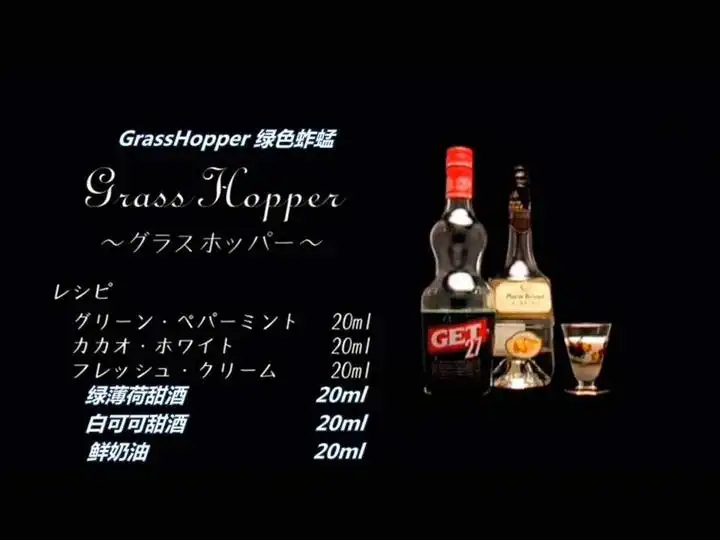 GrassHopper 绿色蚱蜢
Grass Hopper
～グラスホッパー～
レシピ
グリーン・ペパーミント 20ml
カカオ・ホワイト 20ml
フレッシュ・クリーム 20ml
绿薄荷甜酒 20ml
白可可甜酒 20ml
鲜奶油 20ml
GET
27
Marie Brizard